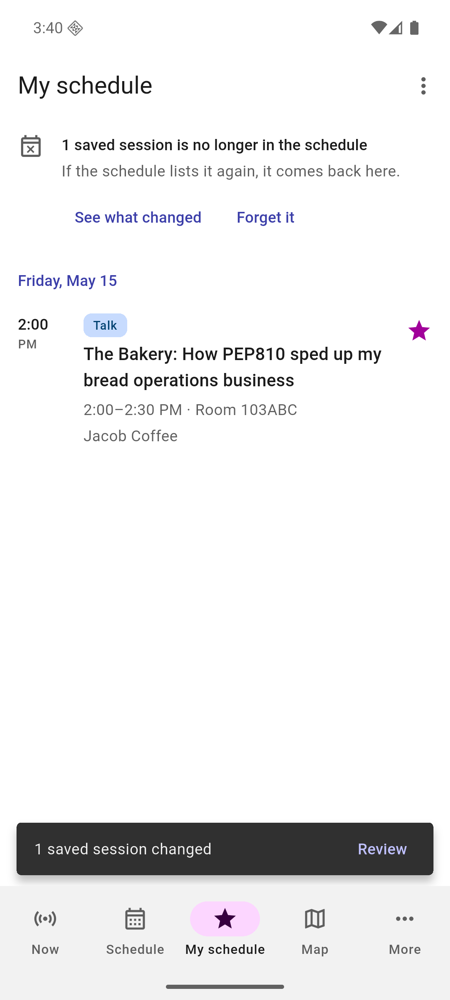 3:40
My schedule
1 saved session is no longer in the schedule
If the schedule lists it again, it comes back here.
See what changed Forget it
Friday, May 15
2:00
PM
Talk
The Bakery: How PEP810 sped up my
bread operations business
2:00–2:30 PM · Room 103ABC
Jacob Coffee
1 saved session changed Review
Now Schedule My schedule Map More